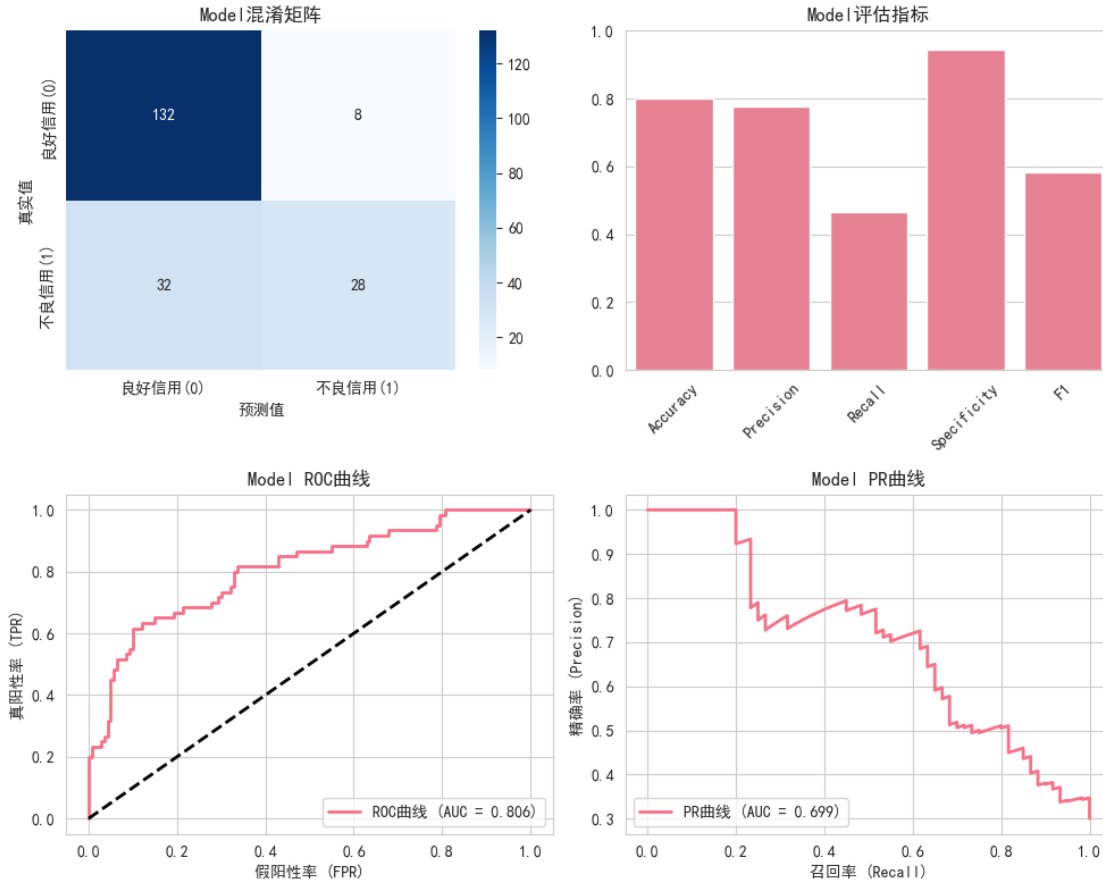 Model混淆矩阵
良好信用(0)
不良信用(1)
真实值
132
8
32
28
良好信用(0)
不良信用(1)
预测值
120
100
80
60
40
20
Model评估指标
1.0
0.8
0.6
0.4
0.2
0.0
Accuracy
Precision
Recall
Specificity
F1
Model ROC曲线
真阳性率 (TPR)
1.0
0.8
0.6
0.4
0.2
0.0
ROC曲线 (AUC = 0.806)
0.0
0.2
0.4
0.6
0.8
1.0
假阳性率 (FPR)
Model PR曲线
精确率 (Precision)
1.0
0.9
0.8
0.7
0.6
0.5
0.4
0.3
PR曲线 (AUC = 0.699)
0.0
0.2
0.4
0.6
0.8
1.0
召回率 (Recall)